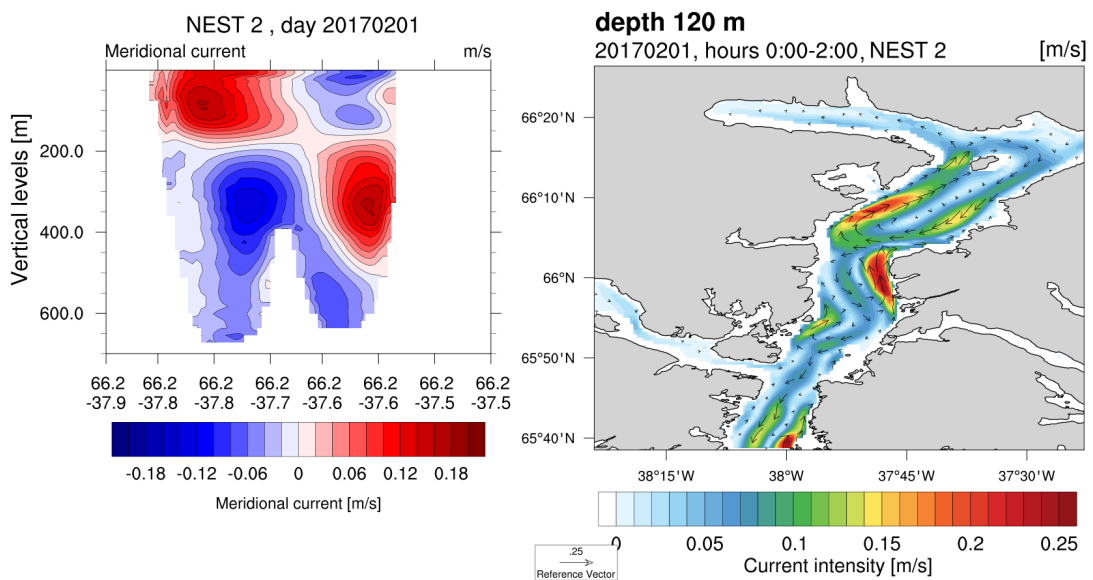 NEST 2 , day 20170201
Meridional current m/s
Vertical levels [m]
200.0
400.0
600.0
66.2 66.2 66.2 66.2 66.2 66.2 66.2 66.2
-37.9 -37.8 -37.8 -37.7 -37.6 -37.6 -37.5 -37.5
-0.18 -0.12 -0.06 0 0.06 0.12 0.18
Meridional current [m/s]
depth 120 m
20170201, hours 0:00-2:00, NEST 2 [m/s]
66°20'N
66°10'N
66°N
65°50'N
65°40'N
38°15'W 38°W 37°45'W 37°30'W
0 0.05 0.1 0.15 0.2 0.25
Current intensity [m/s]
.25
Reference Vector